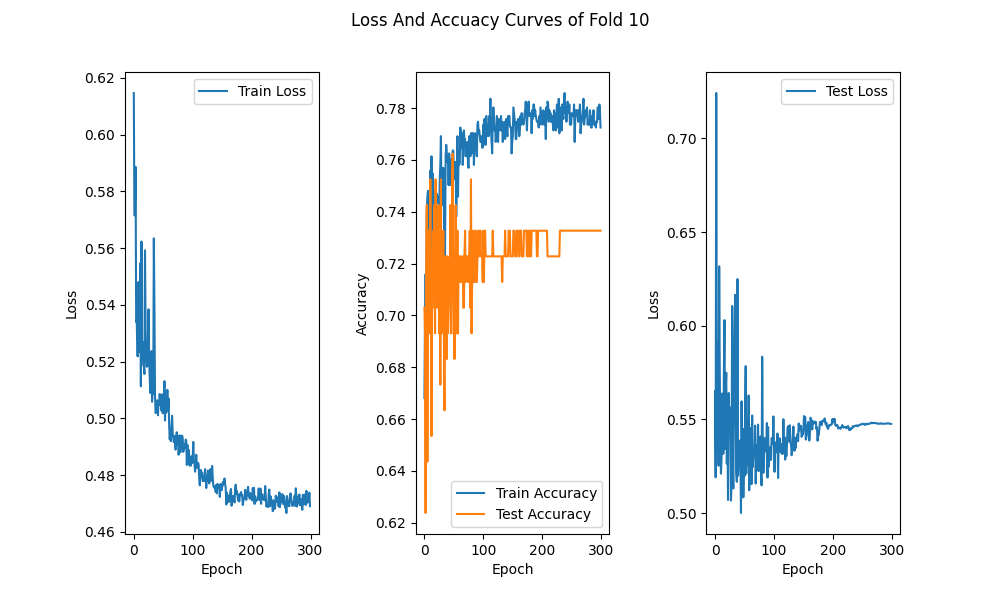 Loss And Accuacy Curves of Fold 10
Train Loss
0.62
0.60
0.58
0.56
0.54
0.52
0.50
0.48
0.46
Loss
0 100 200 300
Epoch
0.78
0.76
0.74
0.72
0.70
0.68
0.66
0.64
0.62
Accuracy
Train Accuracy
Test Accuracy
0 100 200 300
Epoch
Test Loss
0.70
0.65
0.60
0.55
0.50
Loss
0 100 200 300
Epoch